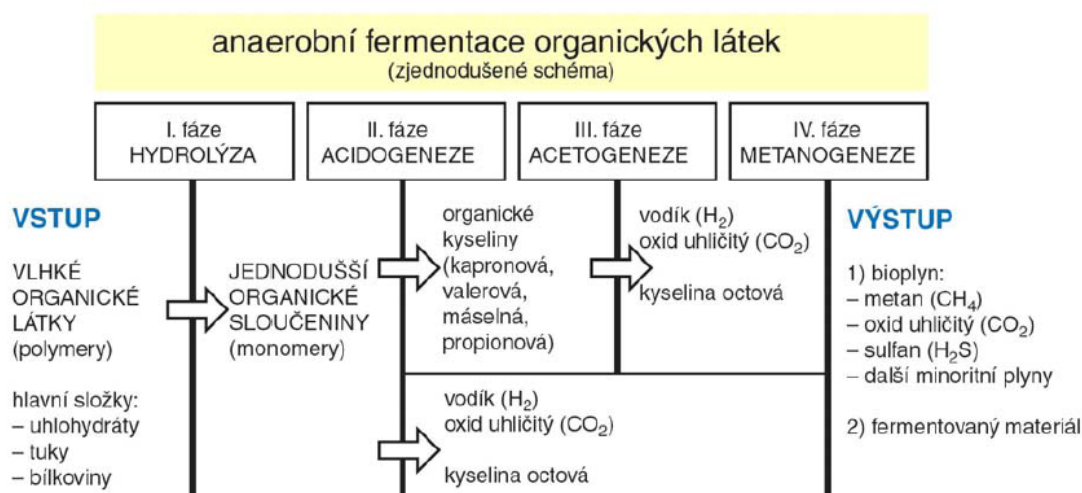 anaerobní fermentace organických látek
(zjednodušené schéma)
I. fáze
HYDROLÝZA
II. fáze
ACIDOGENEZE
III. fáze
ACETOGENEZE
IV. fáze
METANOGENEZE
VSTUP
VLHKÉ
ORGANICKÉ
LÁTKY
(polymery)
hlavní složky:
– uhlohydráty
– tuky
– bílkoviny
JEDNODUŠŠÍ
ORGANICKÉ
SLOUČENINY
(monomery)
organické
kyseliny
(kapronová,
valerová,
máselná,
propionová)
vodík (H₂)
oxid uhličitý (CO₂)
kyselina octová
vodík (H₂)
oxid uhličitý (CO₂)
kyselina octová
VÝSTUP
1) bioplyn:
– metan (CH₄)
– oxid uhličitý (CO₂)
– sulfan (H₂S)
– další minoritní plyny
2) fermentovaný materiál